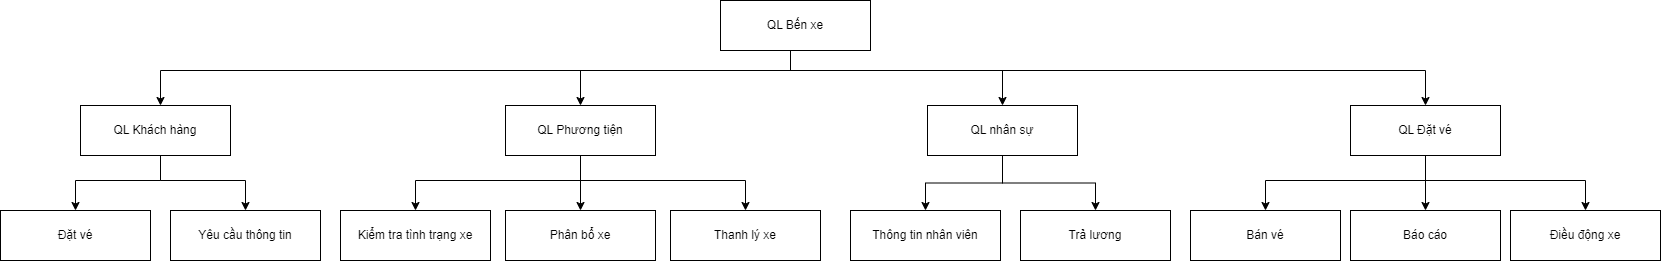 QL Bến xe
QL Khách hàng
QL Phương tiện
QL nhân sự
QL Đặt vé
Đặt vé
Yêu cầu thông tin
Kiểm tra tình trạng xe
Phân bổ xe
Thanh lý xe
Thông tin nhân viên
Trả lương
Bán vé
Báo cáo
Điều động xe